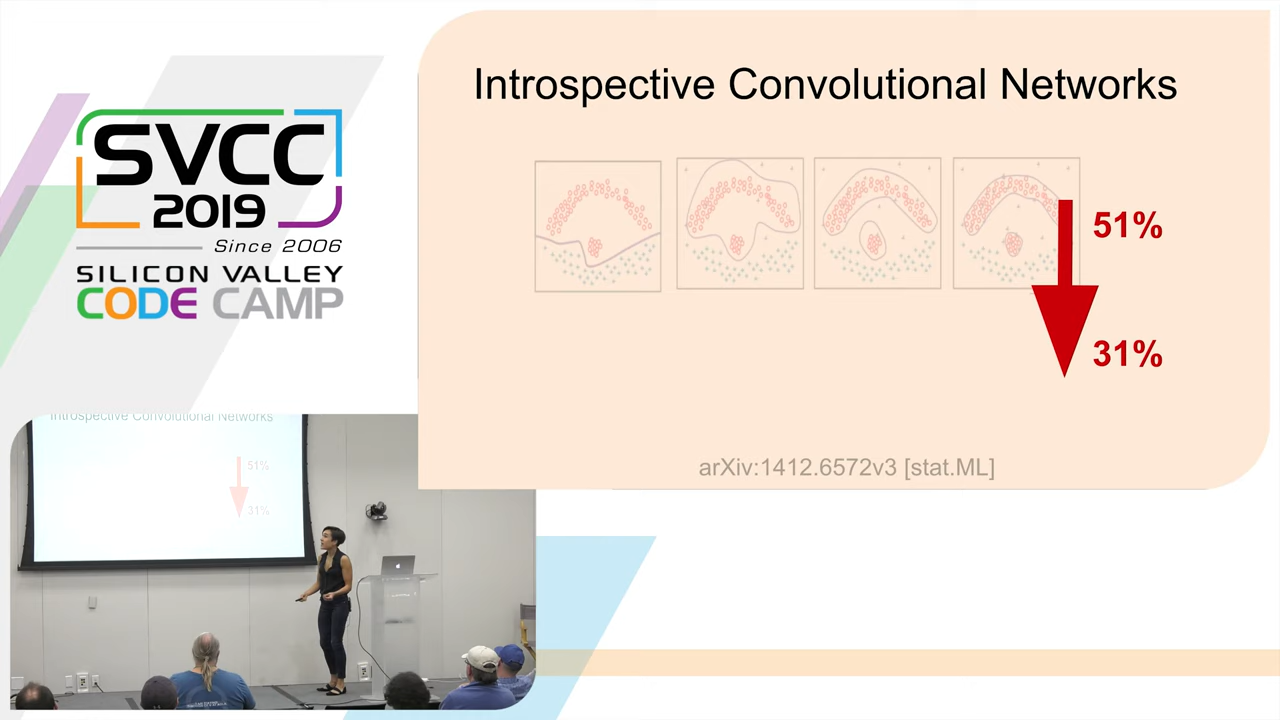 SVCC
2019
Since 2006
SILICON VALLEY
CODE CAMP
Introspective Convolutional Networks
51%
31%
arXiv:1412.6572v3 [stat.ML]
Introspective Convolutional Networks
51%
31%